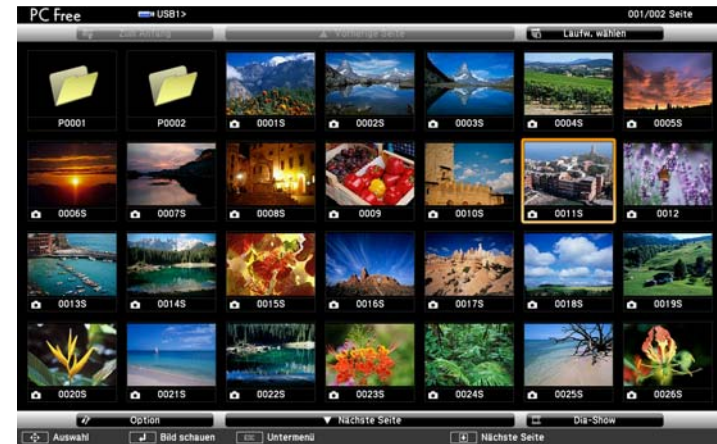 PC Free USB1> 001/002 Seite
Zum Anfang ▲ Vorherige Seite Laufw. wählen
P0001 P0002 0001S 0002S 0003S 0004S 0005S
0006S 0007S 0008S 0009 0010S 0011S 0012
0013S 0014S 0015S 0016S 0017S 0018S 0019S
0020S 0021S 0022S 0023S 0024S 0025S 0026S
Option ▼ Nächste Seite Dia-Show
Auswahl Bild schauen Esc Untermenü Nächste Seite